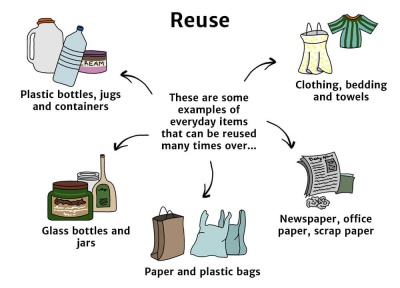 Reuse
CREAM
Plastic bottles, jugs
and containers
Clothing, bedding
and towels
These are some
examples of
everyday items
that can be reused
many times over...
Glass bottles and
jars
Newspaper, office
paper, scrap paper
Paper and plastic bags